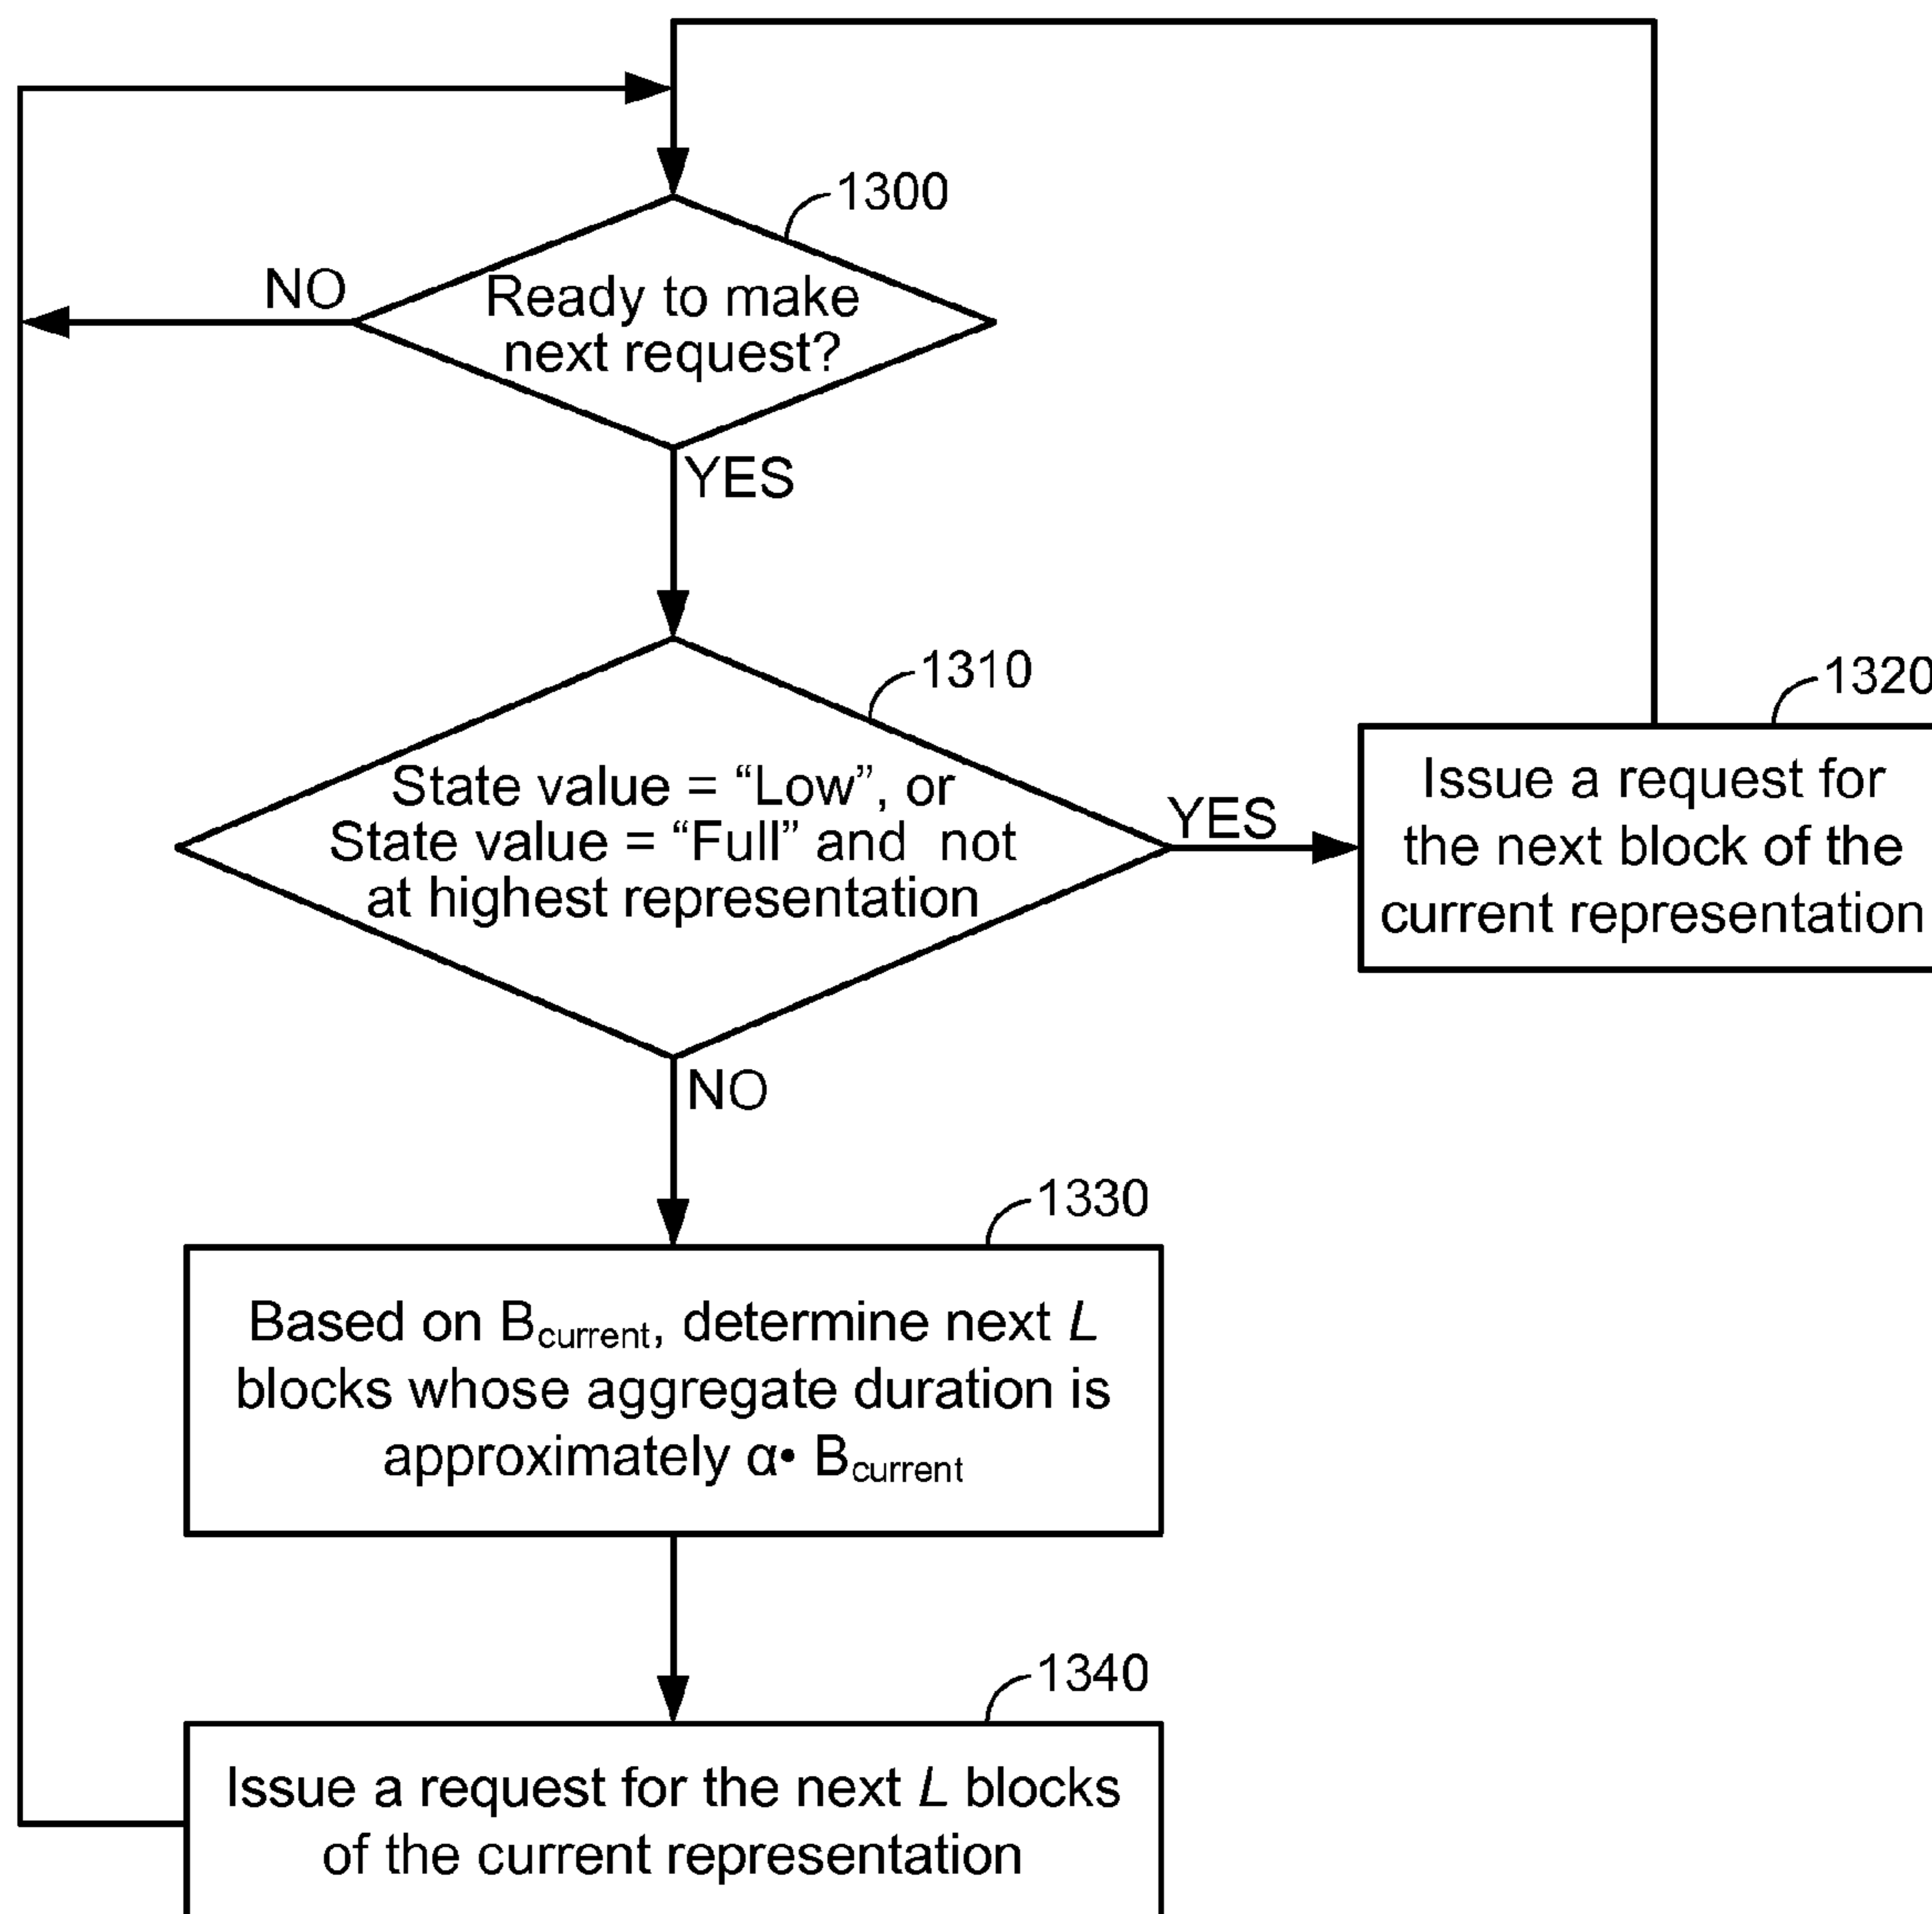 1300
NO
Ready to make
next request?
YES
1310
State value = “Low”, or
State value = “Full” and not
at highest representation
YES
1320
Issue a request for
the next block of the
current representation
NO
1330
Based on Bcurrent, determine next L
blocks whose aggregate duration is
approximately α• Bcurrent
1340
Issue a request for the next L blocks
of the current representation